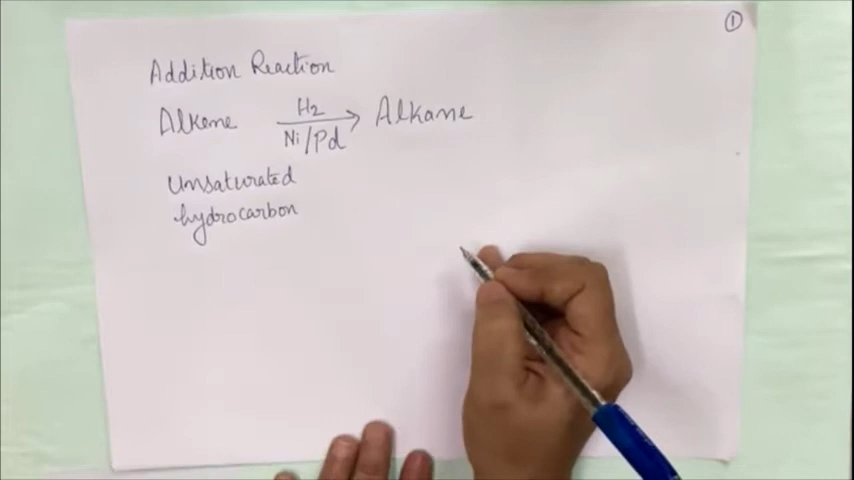 1
Addition Reaction
Alkene H2 Ni/Pd Alkane
Unsaturated
hydrocarbon